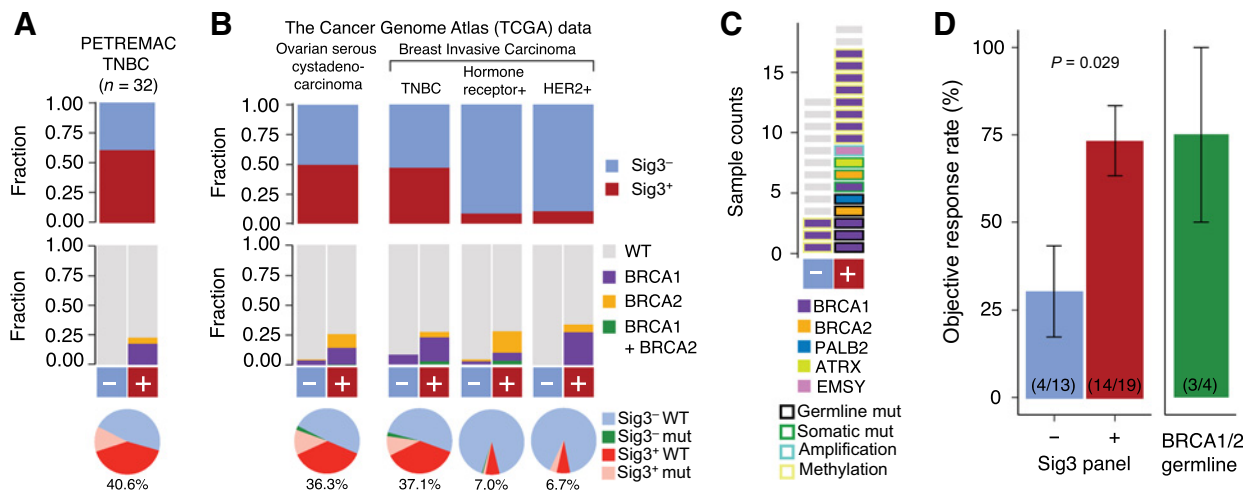 A
PETREMAC
TNBC
(n = 32)
1.00
0.75
0.50
0.25
0.00
Fraction
1.00
0.75
0.50
0.25
0.00
Fraction
−
+
40.6%
B
The Cancer Genome Atlas (TCGA) data
Ovarian serous
cystadeno-
carcinoma
Breast Invasive Carcinoma
TNBC
Hormone
receptor+
HER2+
1.00
0.75
0.50
0.25
0.00
Fraction
Sig3−
Sig3+
1.00
0.75
0.50
0.25
0.00
Fraction
WT
BRCA1
BRCA2
BRCA1
+ BRCA2
− + − + − + − +
36.3% 37.1% 7.0% 6.7%
Sig3− WT
Sig3− mut
Sig3+ WT
Sig3+ mut
C
Sample counts
15
10
5
0
− +
BRCA1
BRCA2
PALB2
ATRX
EMSY
Germline mut
Somatic mut
Amplification
Methylation
D
Objective response rate (%)
100
75
50
25
0
P = 0.029
(4/13) (14/19) (3/4)
− +
Sig3 panel
BRCA1/2
germline